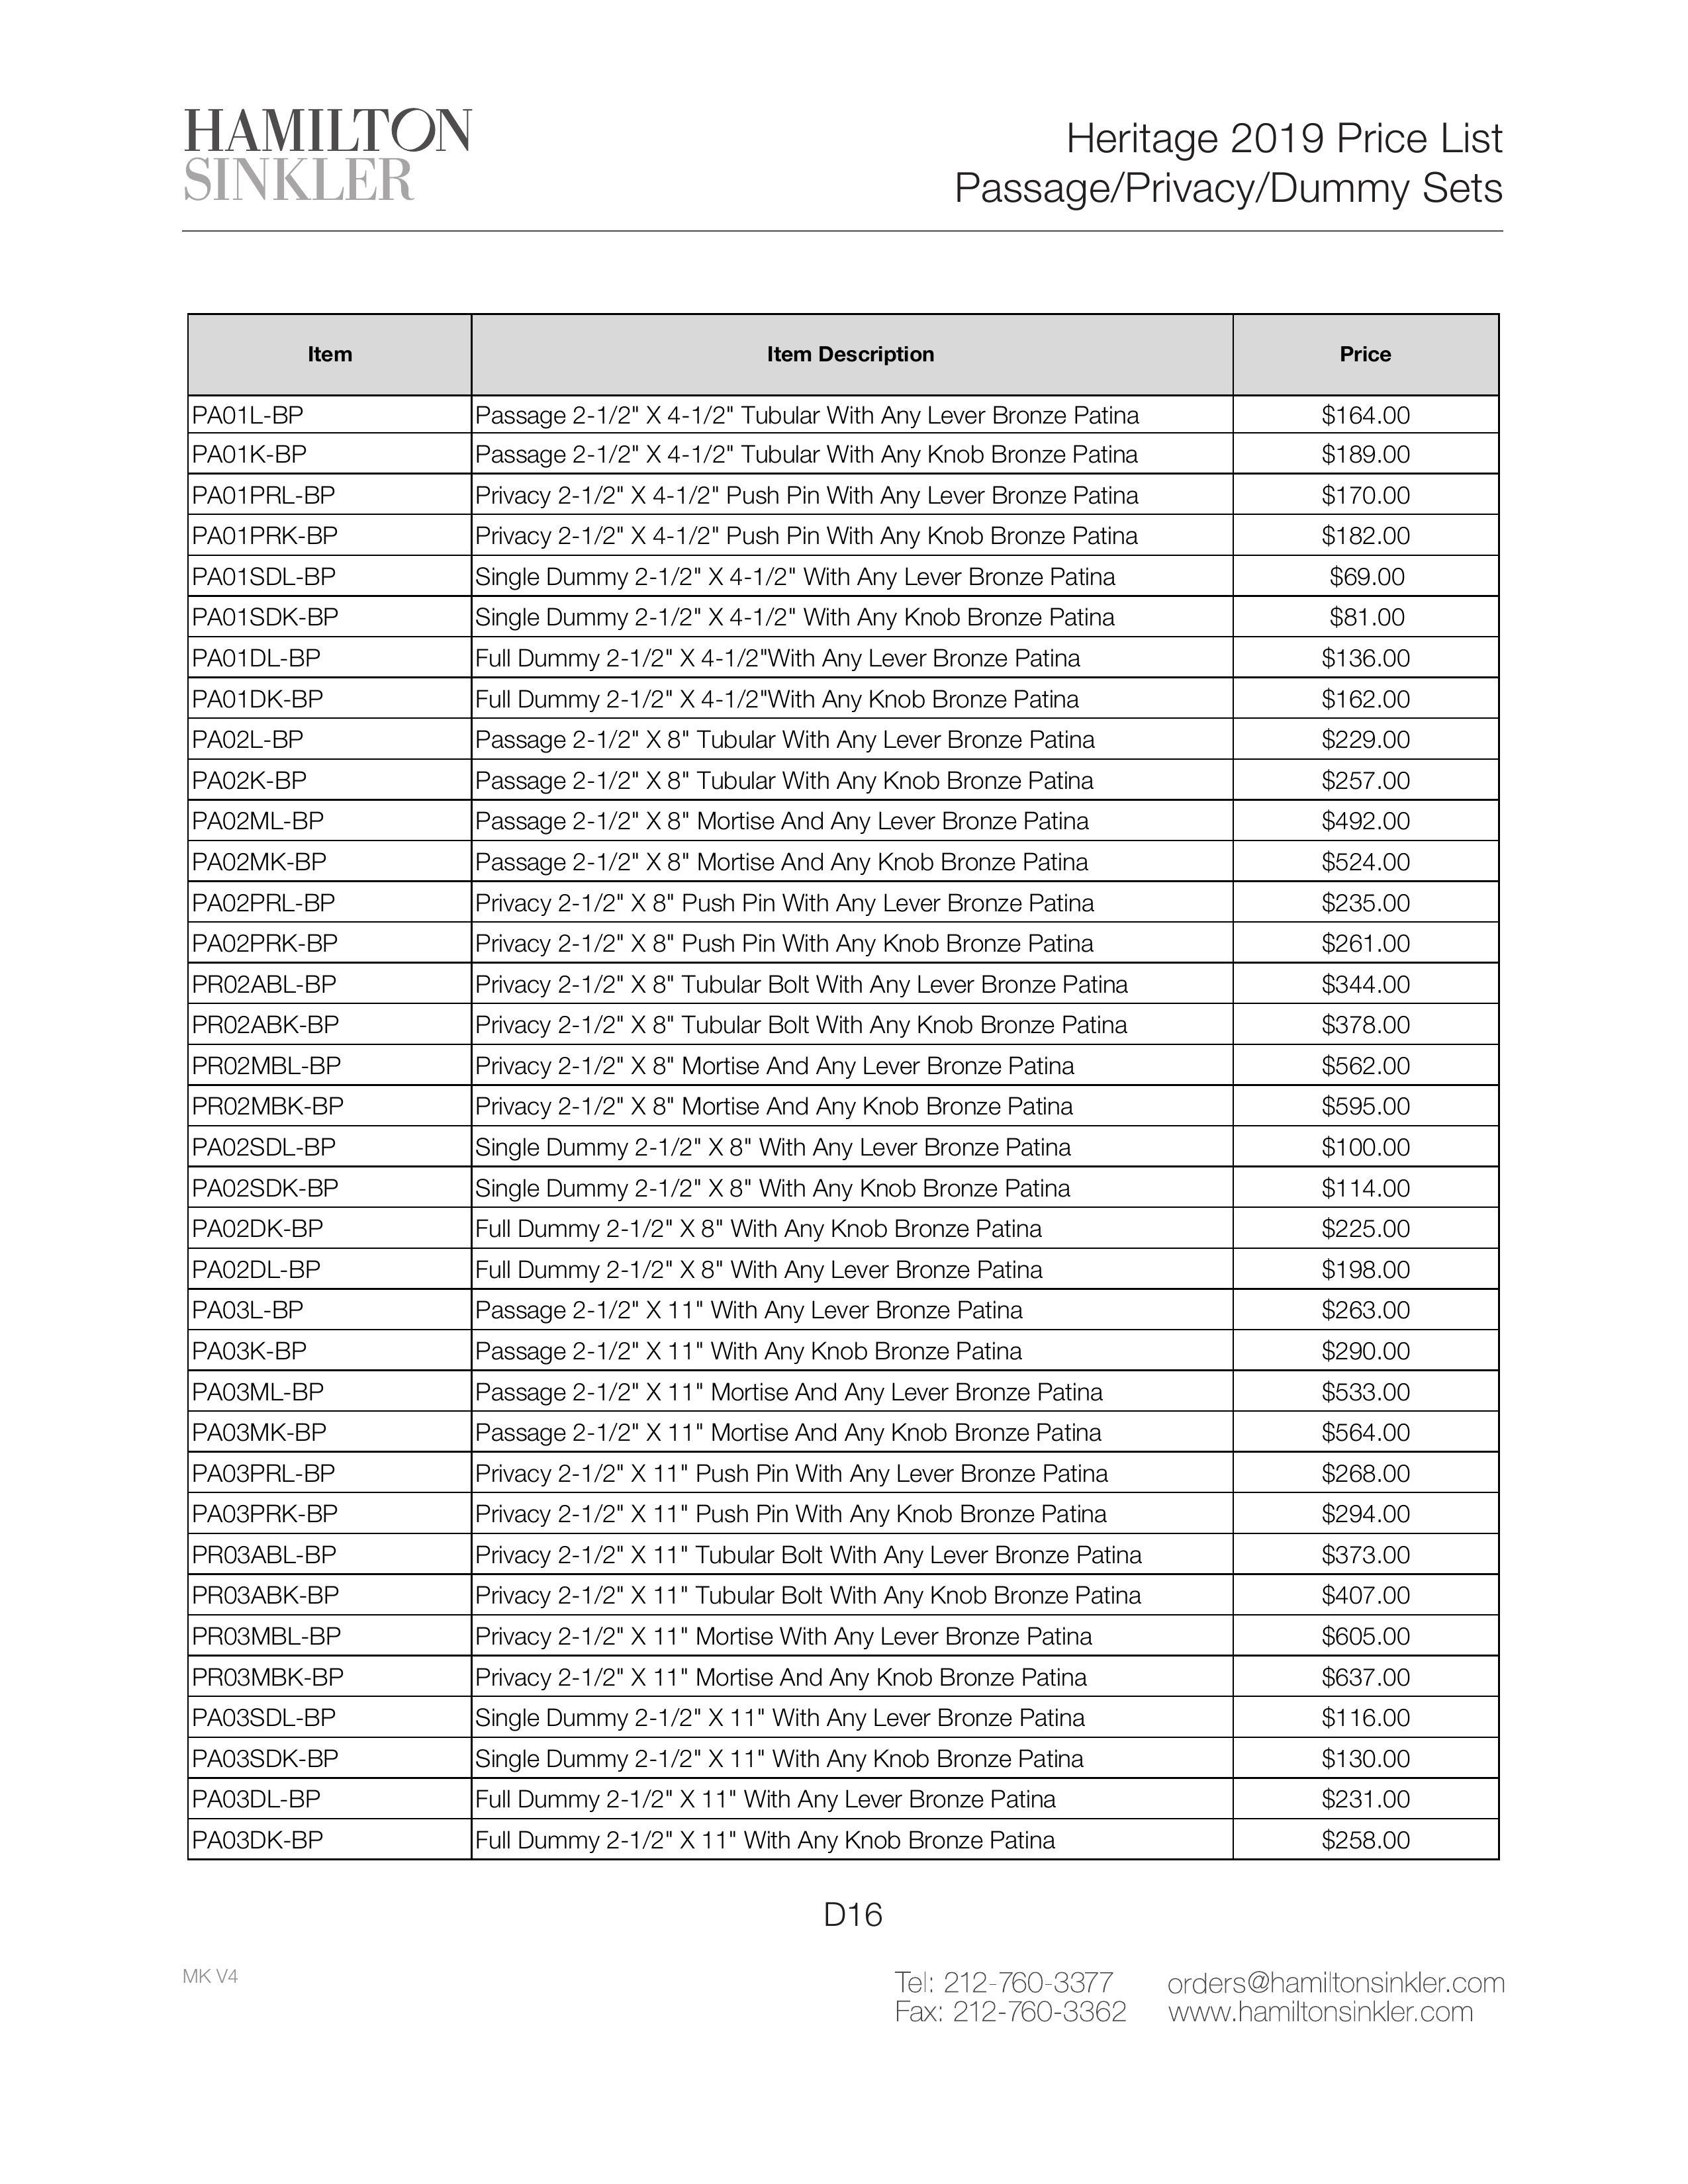 HAMILTON
SINKLER
Heritage 2019 Price List
Passage/Privacy/Dummy Sets
Item Item Description Price
PA01L-BP Passage 2-1/2" X 4-1/2" Tubular With Any Lever Bronze Patina $164.00
PA01K-BP Passage 2-1/2" X 4-1/2" Tubular With Any Knob Bronze Patina $189.00
PA01PRL-BP Privacy 2-1/2" X 4-1/2" Push Pin With Any Lever Bronze Patina $170.00
PA01PRK-BP Privacy 2-1/2" X 4-1/2" Push Pin With Any Knob Bronze Patina $182.00
PA01SDL-BP Single Dummy 2-1/2" X 4-1/2" With Any Lever Bronze Patina $69.00
PA01SDK-BP Single Dummy 2-1/2" X 4-1/2" With Any Knob Bronze Patina $81.00
PA01DL-BP Full Dummy 2-1/2" X 4-1/2"With Any Lever Bronze Patina $136.00
PA01DK-BP Full Dummy 2-1/2" X 4-1/2"With Any Knob Bronze Patina $162.00
PA02L-BP Passage 2-1/2" X 8" Tubular With Any Lever Bronze Patina $229.00
PA02K-BP Passage 2-1/2" X 8" Tubular With Any Knob Bronze Patina $257.00
PA02ML-BP Passage 2-1/2" X 8" Mortise And Any Lever Bronze Patina $492.00
PA02MK-BP Passage 2-1/2" X 8" Mortise And Any Knob Bronze Patina $524.00
PA02PRL-BP Privacy 2-1/2" X 8" Push Pin With Any Lever Bronze Patina $235.00
PA02PRK-BP Privacy 2-1/2" X 8" Push Pin With Any Knob Bronze Patina $261.00
PR02ABL-BP Privacy 2-1/2" X 8" Tubular Bolt With Any Lever Bronze Patina $344.00
PR02ABK-BP Privacy 2-1/2" X 8" Tubular Bolt With Any Knob Bronze Patina $378.00
PR02MBL-BP Privacy 2-1/2" X 8" Mortise And Any Lever Bronze Patina $562.00
PR02MBK-BP Privacy 2-1/2" X 8" Mortise And Any Knob Bronze Patina $595.00
PA02SDL-BP Single Dummy 2-1/2" X 8" With Any Lever Bronze Patina $100.00
PA02SDK-BP Single Dummy 2-1/2" X 8" With Any Knob Bronze Patina $114.00
PA02DK-BP Full Dummy 2-1/2" X 8" With Any Knob Bronze Patina $225.00
PA02DL-BP Full Dummy 2-1/2" X 8" With Any Lever Bronze Patina $198.00
PA03L-BP Passage 2-1/2" X 11" With Any Lever Bronze Patina $263.00
PA03K-BP Passage 2-1/2" X 11" With Any Knob Bronze Patina $290.00
PA03ML-BP Passage 2-1/2" X 11" Mortise And Any Lever Bronze Patina $533.00
PA03MK-BP Passage 2-1/2" X 11" Mortise And Any Knob Bronze Patina $564.00
PA03PRL-BP Privacy 2-1/2" X 11" Push Pin With Any Lever Bronze Patina $268.00
PA03PRK-BP Privacy 2-1/2" X 11" Push Pin With Any Knob Bronze Patina $294.00
PR03ABL-BP Privacy 2-1/2" X 11" Tubular Bolt With Any Lever Bronze Patina $373.00
PR03ABK-BP Privacy 2-1/2" X 11" Tubular Bolt With Any Knob Bronze Patina $407.00
PR03MBL-BP Privacy 2-1/2" X 11" Mortise With Any Lever Bronze Patina $605.00
PR03MBK-BP Privacy 2-1/2" X 11" Mortise And Any Knob Bronze Patina $637.00
PA03SDL-BP Single Dummy 2-1/2" X 11" With Any Lever Bronze Patina $116.00
PA03SDK-BP Single Dummy 2-1/2" X 11" With Any Knob Bronze Patina $130.00
PA03DL-BP Full Dummy 2-1/2" X 11" With Any Lever Bronze Patina $231.00
PA03DK-BP Full Dummy 2-1/2" X 11" With Any Knob Bronze Patina $258.00
D16
MK V4
Tel: 212-760-3377 orders@hamiltonsinkler.com
Fax: 212-760-3362 www.hamiltonsinkler.com